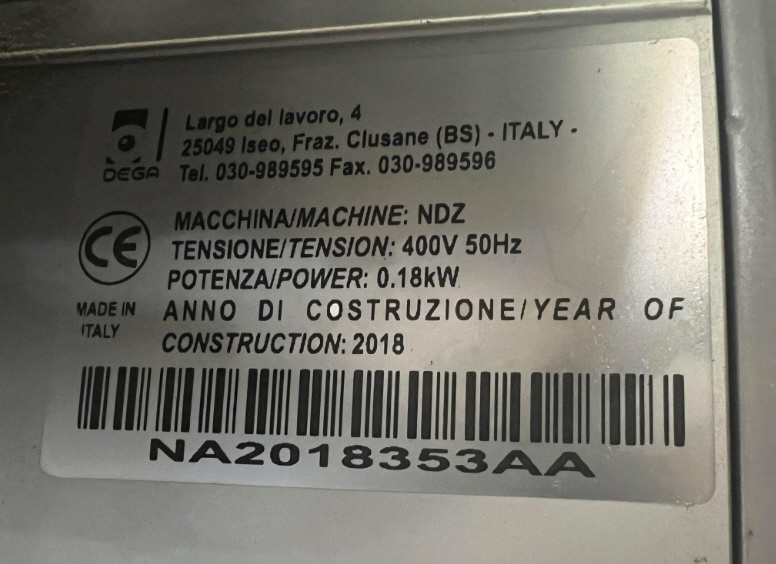 Largo del lavoro, 4
25049 Iseo, Fraz. Clusane (BS) - ITALY -
Tel. 030-989595 Fax. 030-989596
DEGA
MACCHINA/MACHINE: NDZ
TENSIONE/TENSION: 400V 50Hz
POTENZA/POWER: 0.18kW
CE
MADE IN
ITALY
ANNO DI COSTRUZIONE/YEAR OF
CONSTRUCTION: 2018
NA2018353AA